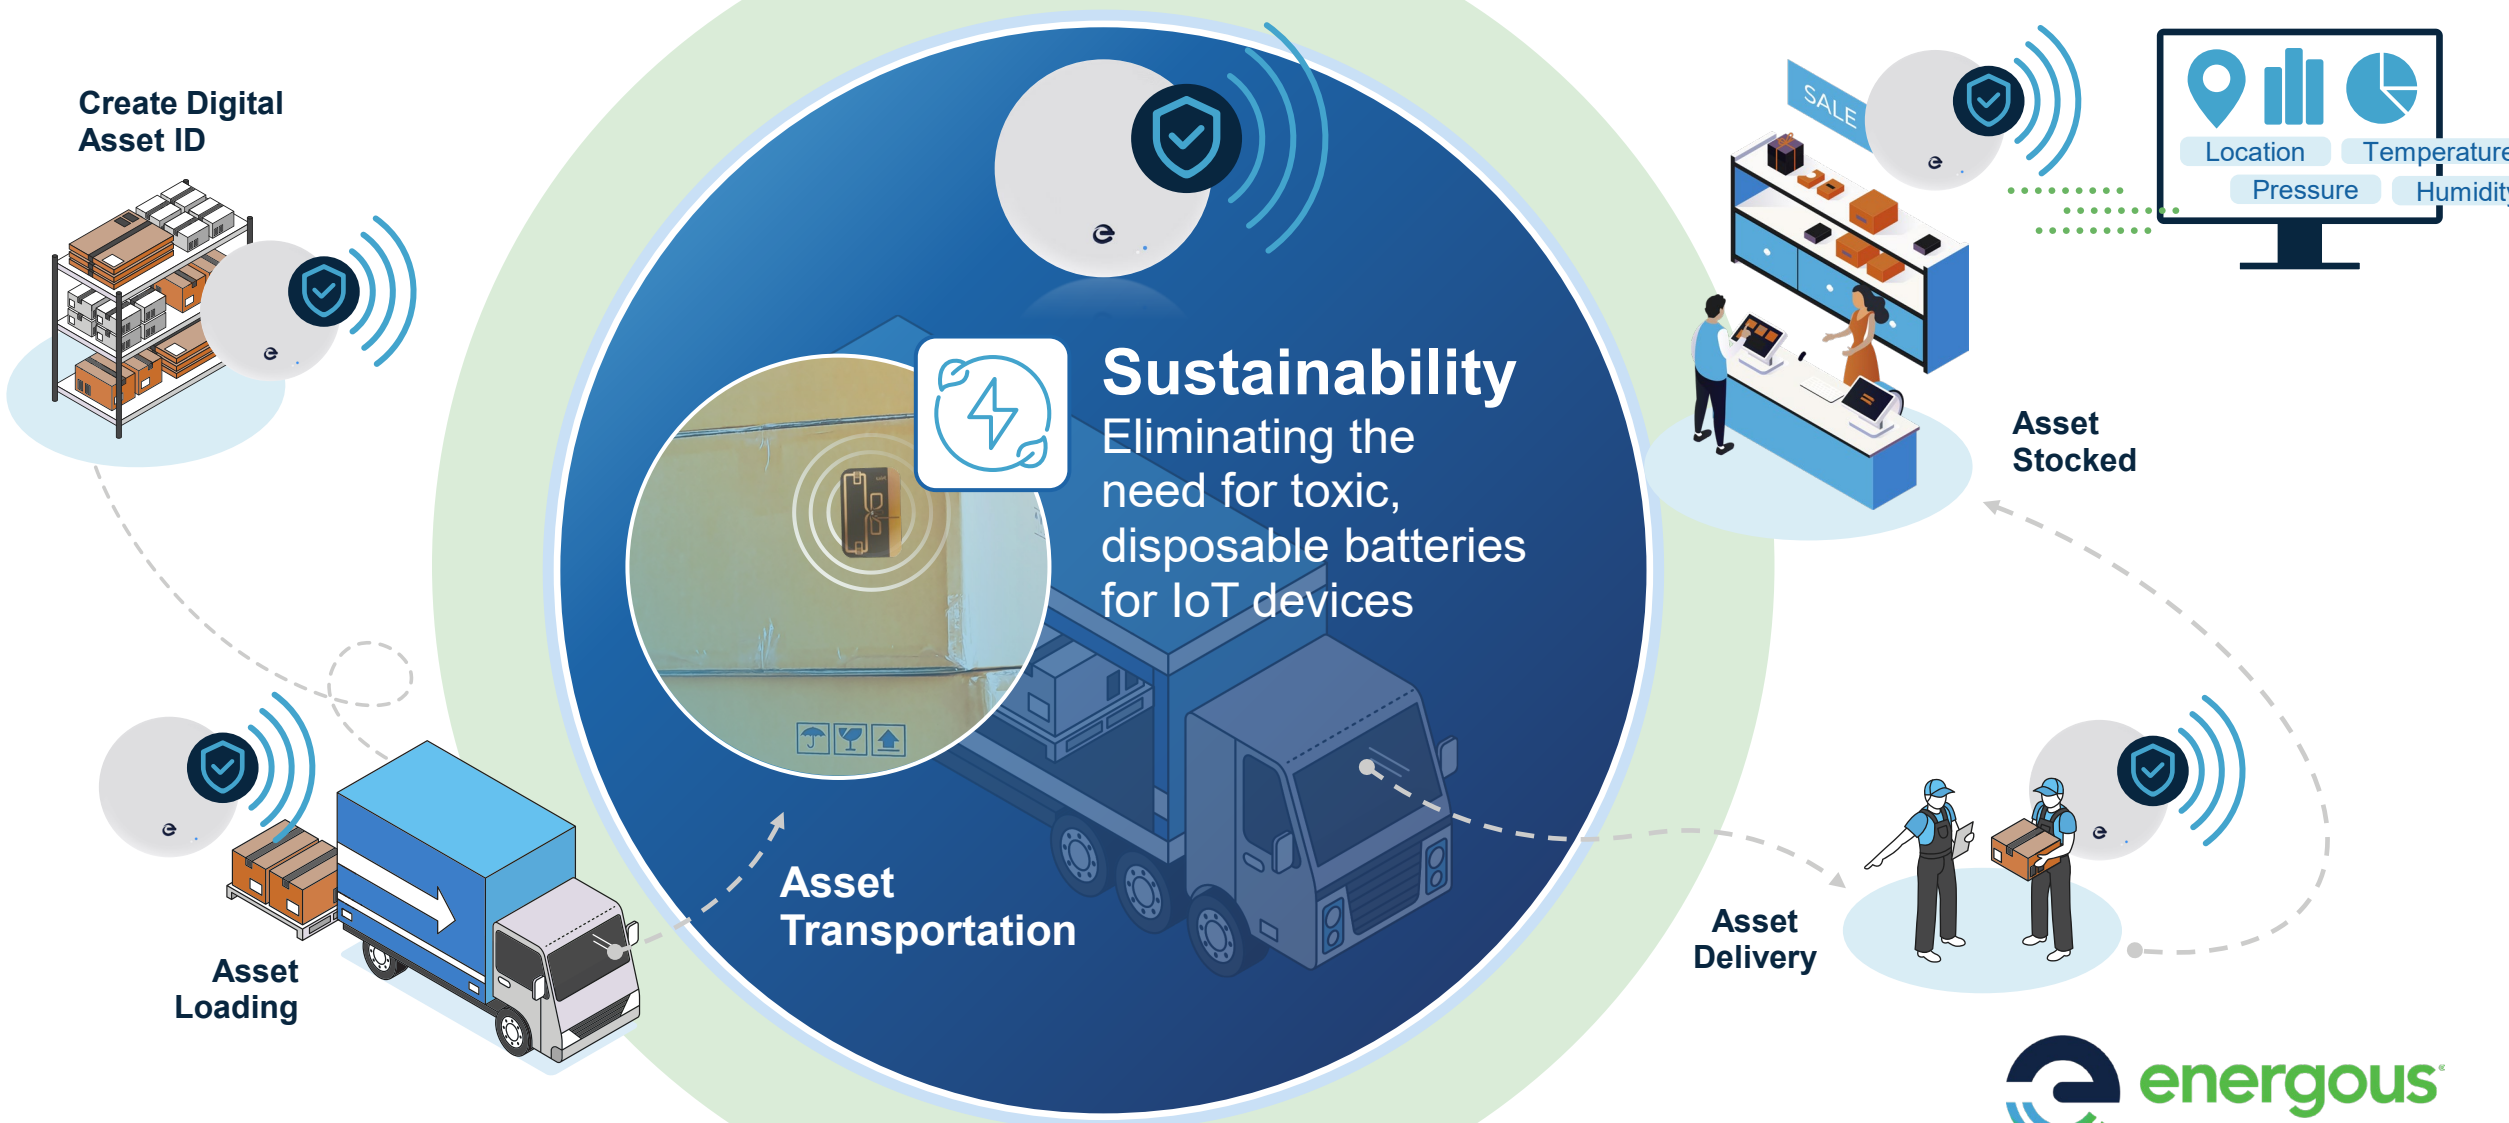 Create Digital
Asset ID
Asset
Loading
Sustainability
Eliminating the
need for toxic,
disposable batteries
for IoT devices
Asset
Transportation
Asset
Delivery
Asset
Stocked
SALE
Location
Temperature
Pressure
Humidity
energous